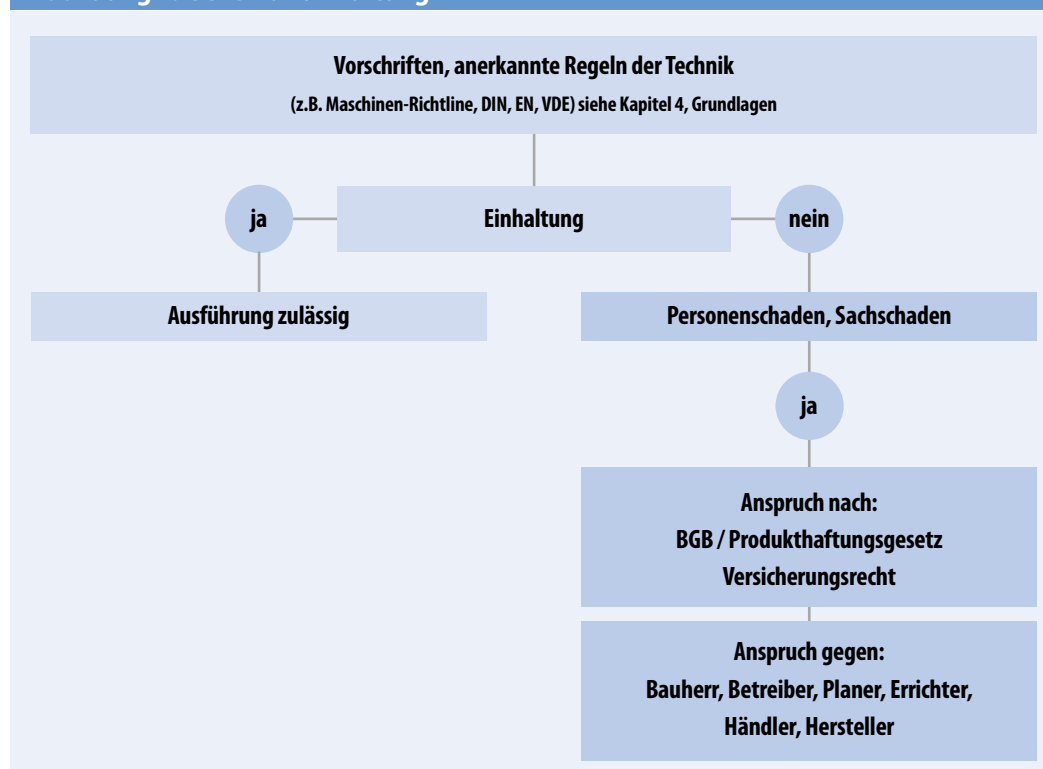 Vorschriften, anerkannte Regeln der Technik
(z.B. Maschinen-Richtline, DIN, EN, VDE) siehe Kapitel 4, Grundlagen
ja
Einhaltung
nein
Ausführung zulässig
Personenschaden, Sachschaden
ja
Anspruch nach:
BGB / Produkthaftungsgesetz
Versicherungsrecht
Anspruch gegen:
Bauherr, Betreiber, Planer, Errichter,
Händler, Hersteller